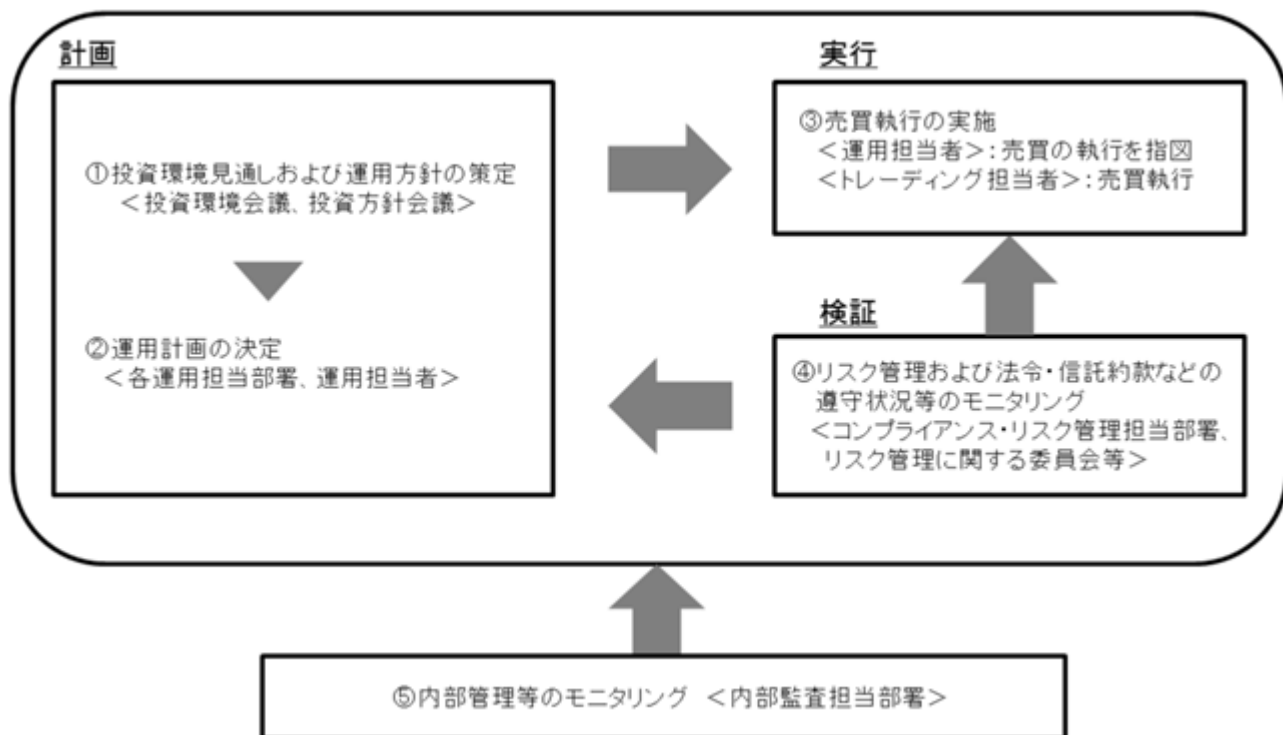 計画
①投資環境見通しおよび運用方針の策定
<投資環境会議、投資方針会議>
②運用計画の決定
<各運用担当部署、運用担当者>
実行
③売買執行の実施
<運用担当者>:売買の執行を指図
<トレーディング担当者>:売買執行
検証
④リスク管理および法令・信託約款などの
遵守状況等のモニタリング
<コンプライアンス・リスク管理担当部署、
リスク管理に関する委員会等>
⑤内部管理等のモニタリング <内部監査担当部署>